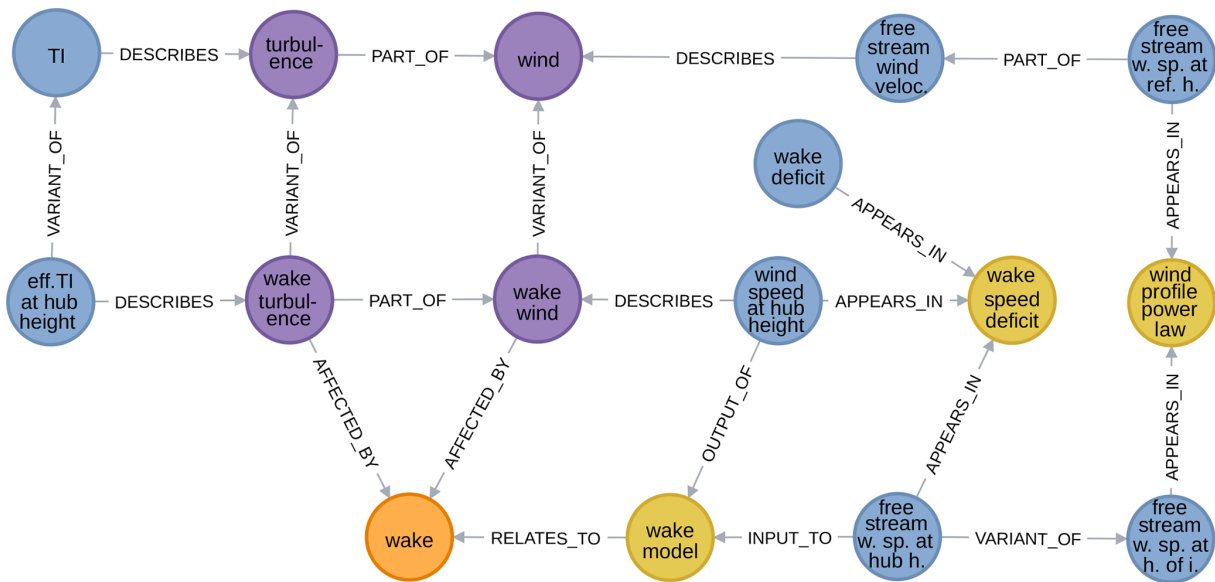 TI
DESCRIBES
turbul-
ence
PART_OF
wind
DESCRIBES
free
stream
wind
veloc.
PART_OF
free
stream
w. sp. at
ref. h.
VARIANT_OF
VARIANT_OF
VARIANT_OF
wake
deficit
APPEARS_IN
APPEARS_IN
eff.TI
at hub
height
DESCRIBES
wake
turbul-
ence
PART_OF
wake
wind
DESCRIBES
wind
speed
at hub
height
APPEARS_IN
wake
speed
deficit
wind
profile
power
law
AFFECTED_BY
AFFECTED_BY
OUTPUT_OF
APPEARS_IN
APPEARS_IN
wake
RELATES_TO
wake
model
INPUT_TO
free
stream
w. sp. at
hub h.
VARIANT_OF
free
stream
w. sp. at
h. of i.